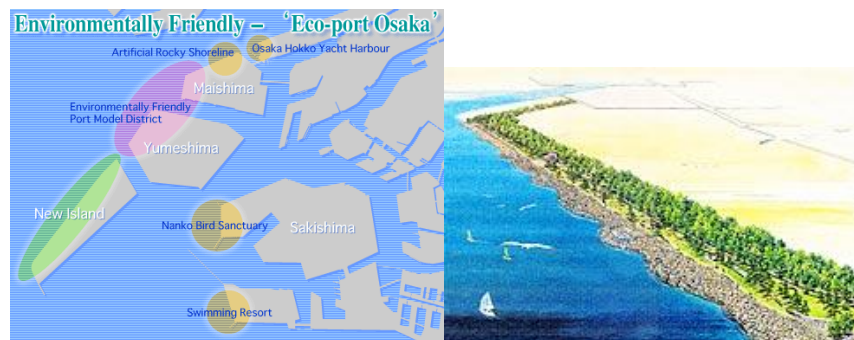 Environmentally Friendly – ‘Eco-port Osaka’
Artificial Rocky Shoreline
Osaka Hokko Yacht Harbour
Maishima
Environmentally Friendly
Port Model District
Yumeshima
New Island
Nanko Bird Sanctuary
Sakishima
Swimming Resort